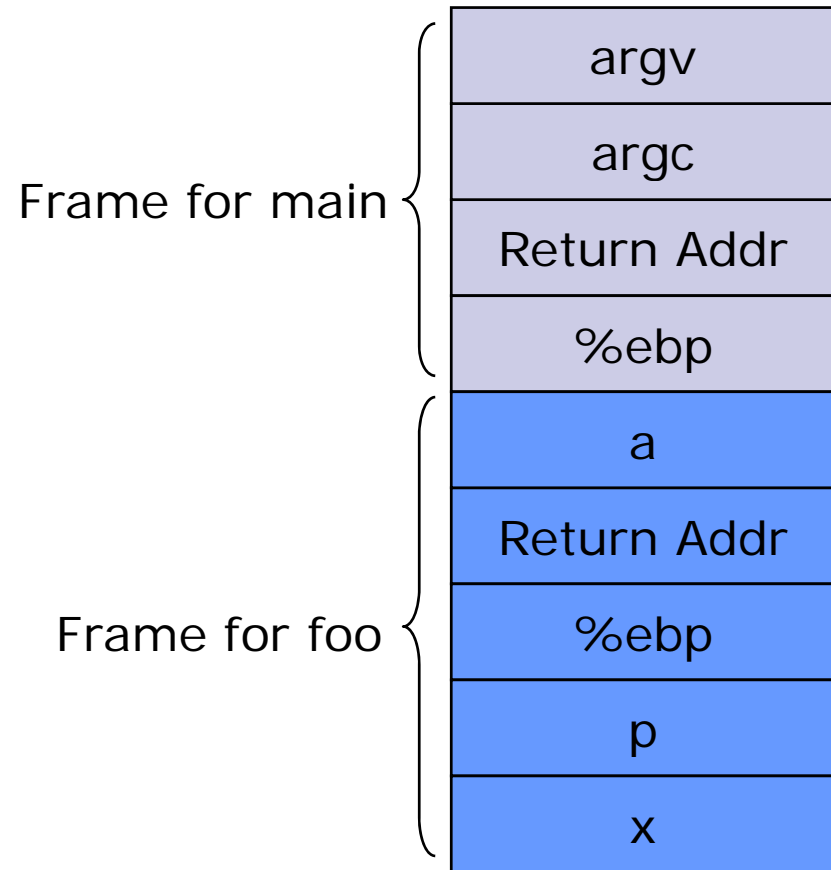 argv
argc
Frame for main
Return Addr
%ebp
a
Return Addr
Frame for foo
%ebp
p
x